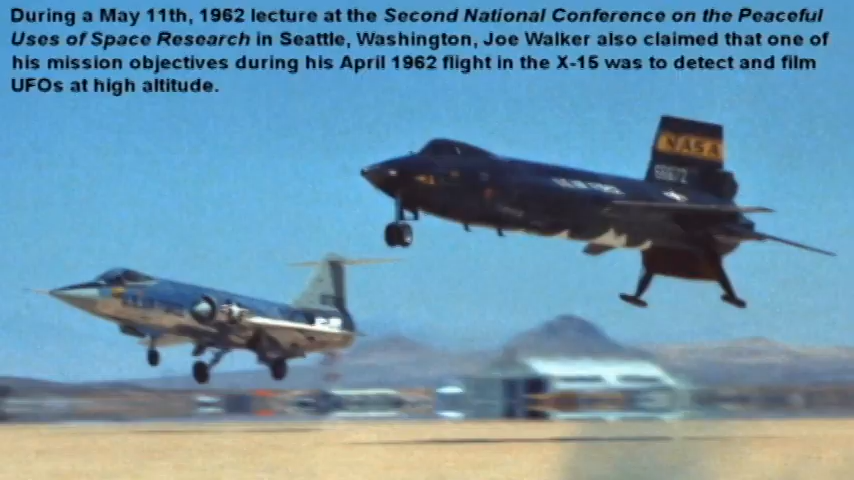 During a May 11th, 1962 lecture at the Second National Conference on the Peaceful
Uses of Space Research in Seattle, Washington, Joe Walker also claimed that one of
his mission objectives during his April 1962 flight in the X-15 was to detect and film
UFOs at high altitude.
NASA